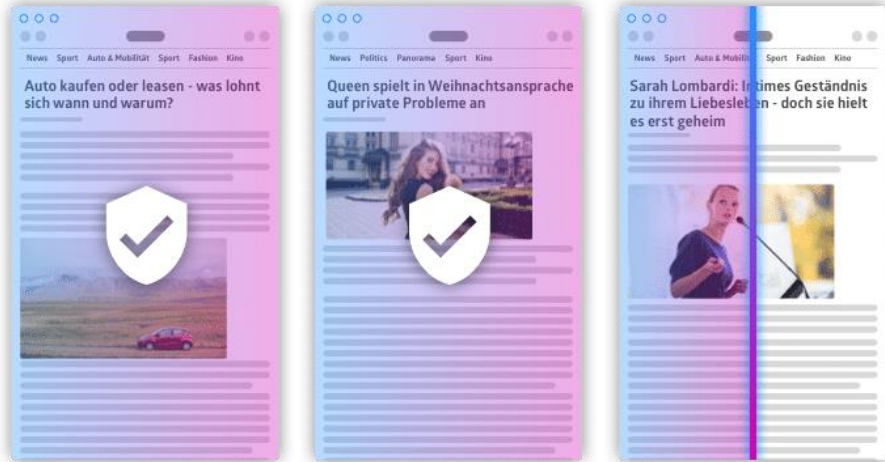 News Sport Auto & Mobilität Sport Fashion Kino
Auto kaufen oder leasen - was lohnt
sich wann und warum?
News Politics Panorama Sport Kino
Queen spielt in Weihnachtsansprache
auf private Probleme an
News Sport Auto & Mobilität Sport Fashion Kino
Sarah Lombardi: Intimes Geständnis
zu ihrem Liebesleben - doch sie hielt
es erst geheim